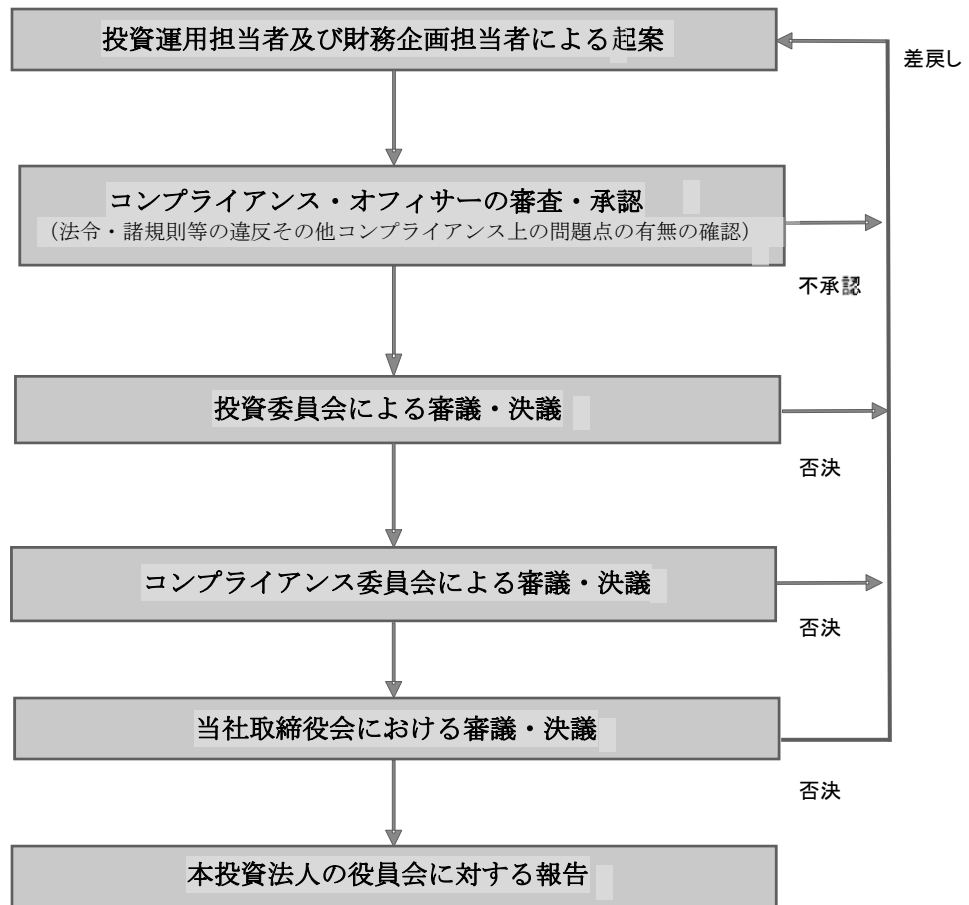 投資運用担当者及び財務企画担当者による起案
差戻し
コンプライアンス・オフィサーの審査・承認
（法令・諸規則等の違反その他コンプライアンス上の問題点の有無の確認）
不承認
投資委員会による審議・決議
否決
コンプライアンス委員会による審議・決議
否決
当社取締役会における審議・決議
否決
本投資法人の役員会に対する報告